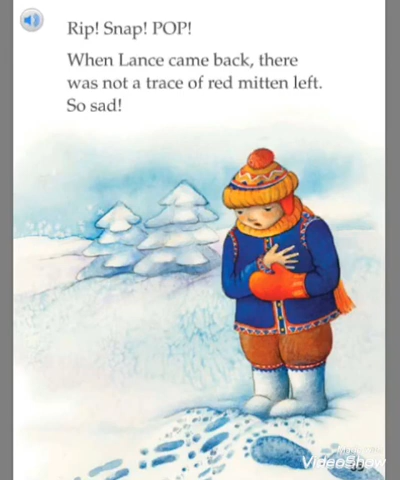 Rip! Snap! POP!
When Lance came back, there
was not a trace of red mitten left.
So sad!
VideoShow